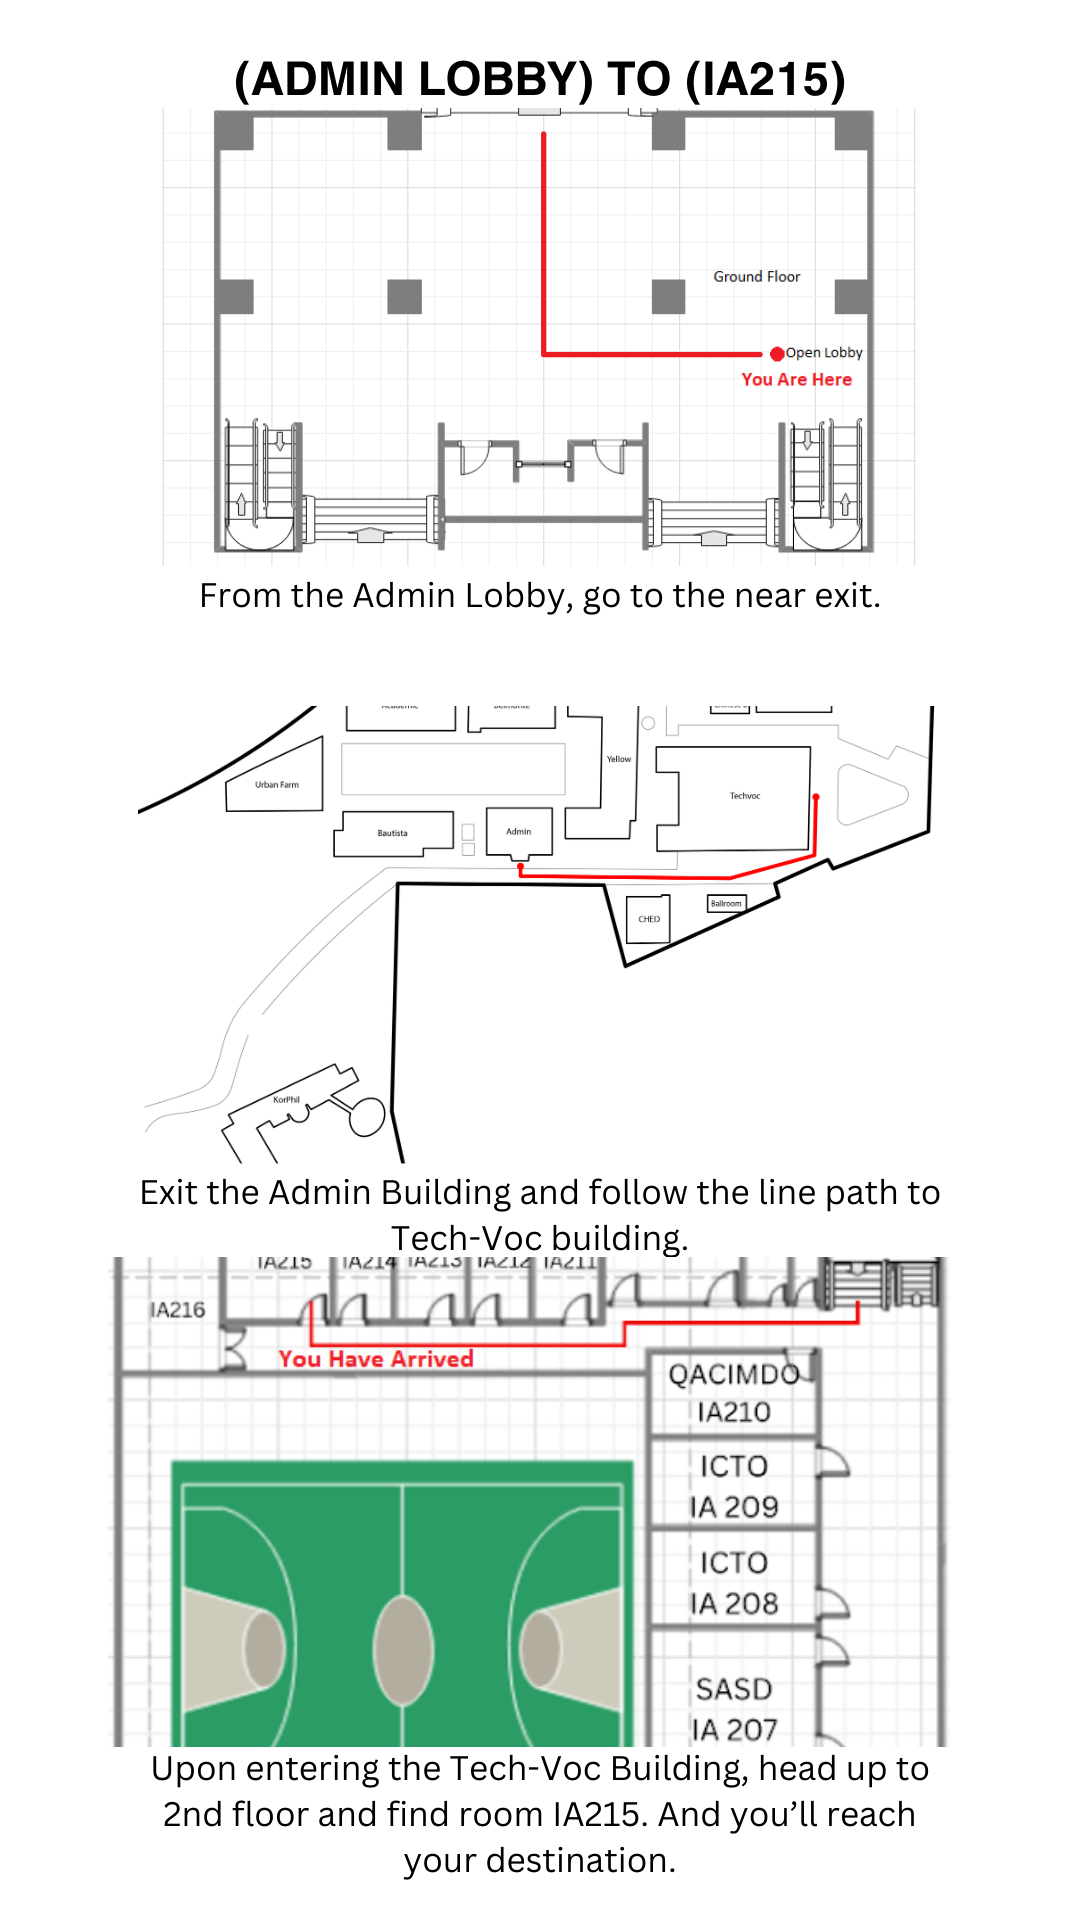 (ADMIN LOBBY) TO (IA215)
Ground Floor
Open Lobby
You Are Here
From the Admin Lobby, go to the near exit.
Academic
Belmonte
Yellow
Urban Farm
Techvoc
Bautista
Admin
CHED
Ballroom
KorPhil
Exit the Admin Building and follow the line path to
Tech-Voc building.
IA215 IA214 IA213 IA212 IA211
IA216
You Have Arrived
QACIMDO
IA210
ICTO
IA 209
ICTO
IA 208
SASD
IA 207
Upon entering the Tech-Voc Building, head up to
2nd floor and find room IA215. And you’ll reach
your destination.